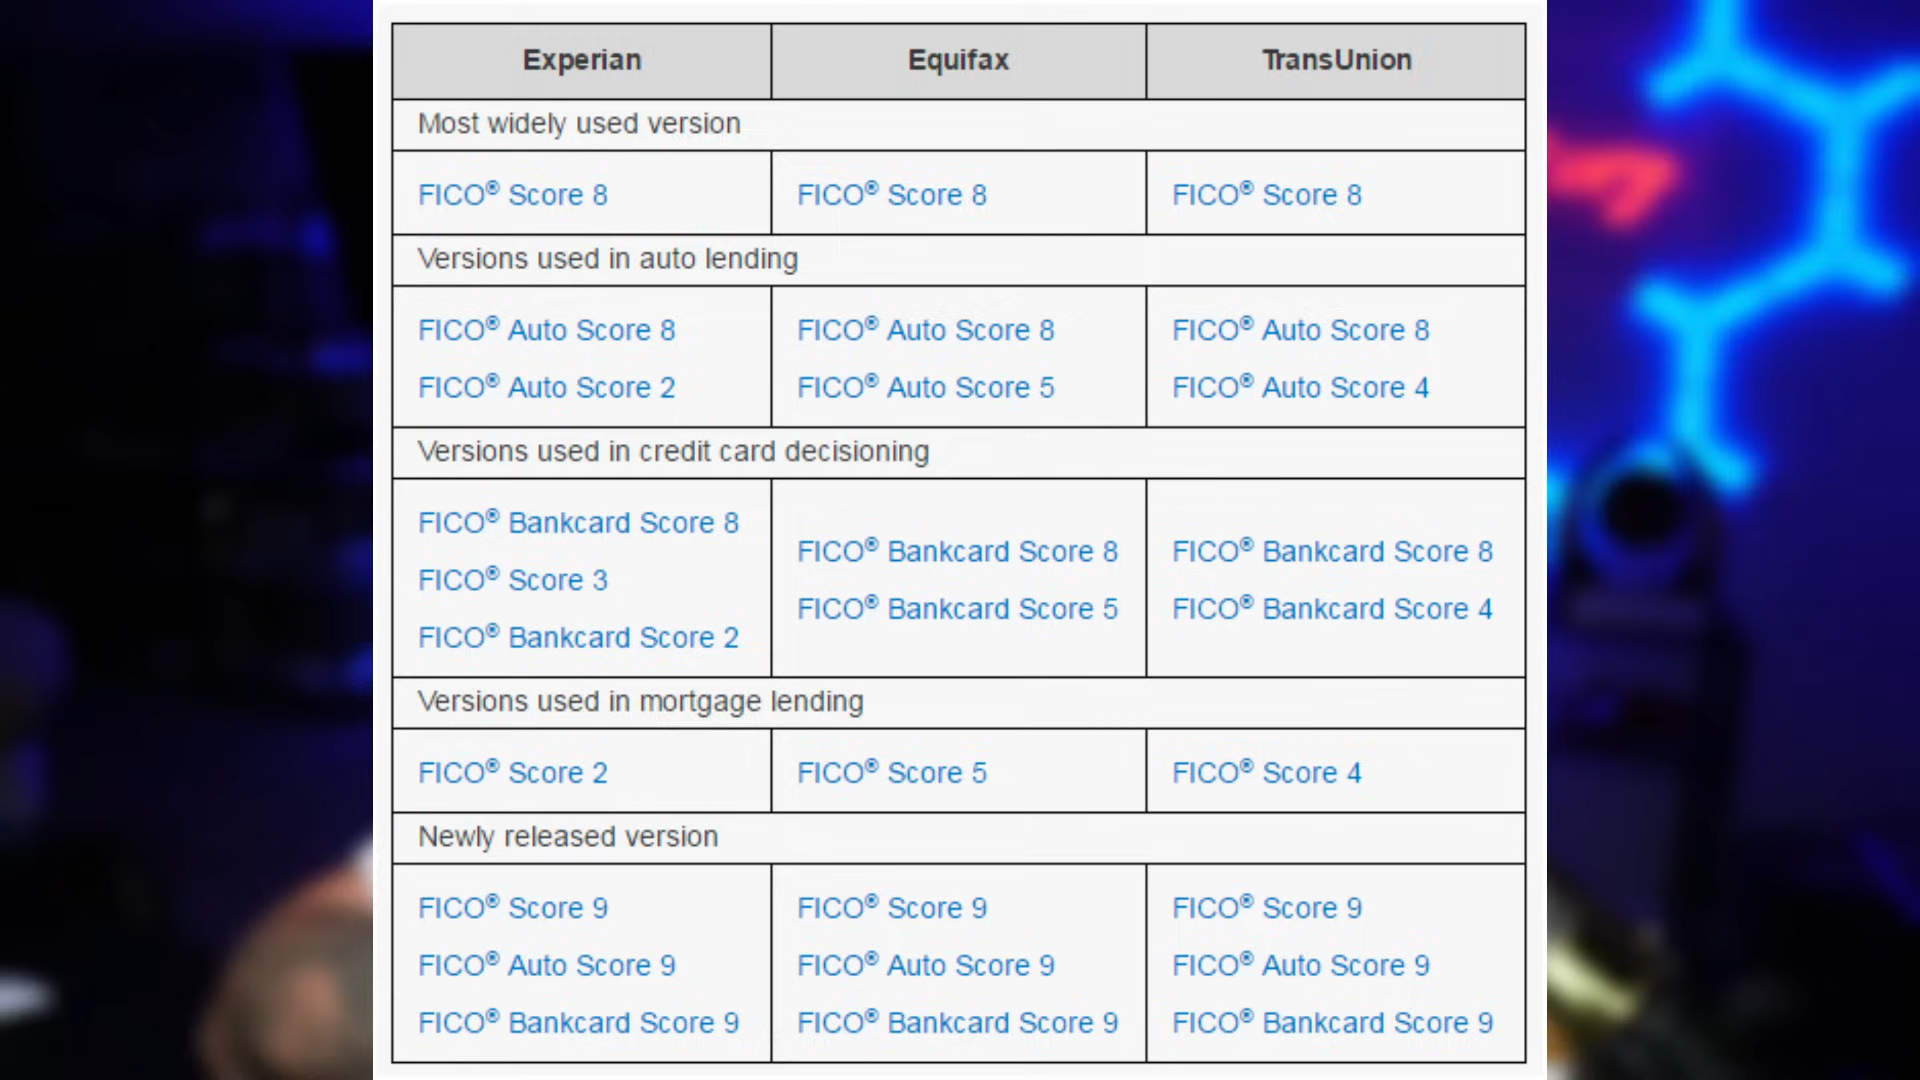 Experian Equifax TransUnion
Most widely used version
FICO® Score 8 FICO® Score 8 FICO® Score 8
Versions used in auto lending
FICO® Auto Score 8 FICO® Auto Score 8 FICO® Auto Score 8
FICO® Auto Score 2 FICO® Auto Score 5 FICO® Auto Score 4
Versions used in credit card decisioning
FICO® Bankcard Score 8
FICO® Score 3
FICO® Bankcard Score 2
FICO® Bankcard Score 8
FICO® Bankcard Score 5
FICO® Bankcard Score 8
FICO® Bankcard Score 4
Versions used in mortgage lending
FICO® Score 2 FICO® Score 5 FICO® Score 4
Newly released version
FICO® Score 9 FICO® Score 9 FICO® Score 9
FICO® Auto Score 9 FICO® Auto Score 9 FICO® Auto Score 9
FICO® Bankcard Score 9 FICO® Bankcard Score 9 FICO® Bankcard Score 9